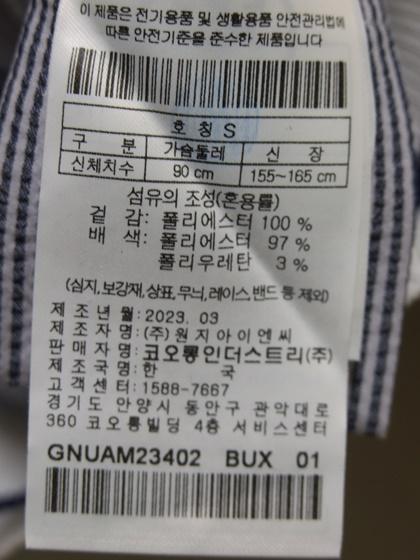 이 제품은 전기용품 및 생활용품 안전관리법에
따른 안전기준을 준수한 제품입니다
호 칭 S
구 분 가슴둘레 신 장
신체치수 90 cm 155~165 cm
섬유의 조성(혼용률)
겉 감: 폴리에스터 100 %
배 색: 폴리에스터 97 %
폴리우레탄 3 %
(심지,보강재,상표,무늬,레이스,밴드 등 제외)
제 조 년 월:2023. 03
제 조 자 명:(주)원지아이엔씨
판 매 자 명:코오롱인더스트리(주)
제 조 국 명:한 국
고 객 센 터:1588-7667
경기도 안양시 동안구 관악대로
360 코오롱빌딩 4층 서비스센터
GNUAM23402 BUX 01